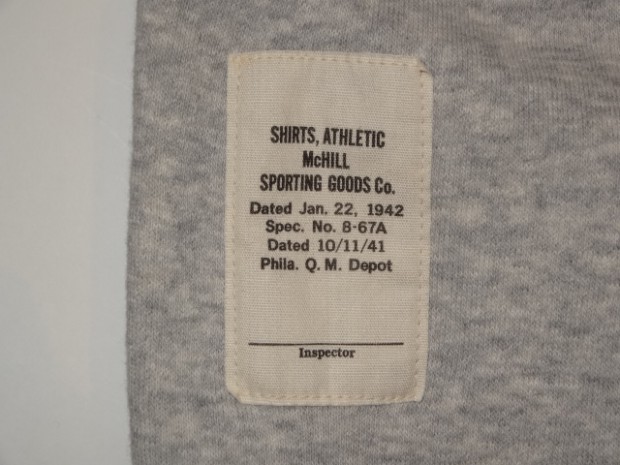 SHIRTS, ATHLETIC
McHILL
SPORTING GOODS Co.
Dated Jan. 22, 1942
Spec. No. 8-67A
Dated 10/11/41
Phila. Q. M. Depot
Inspector